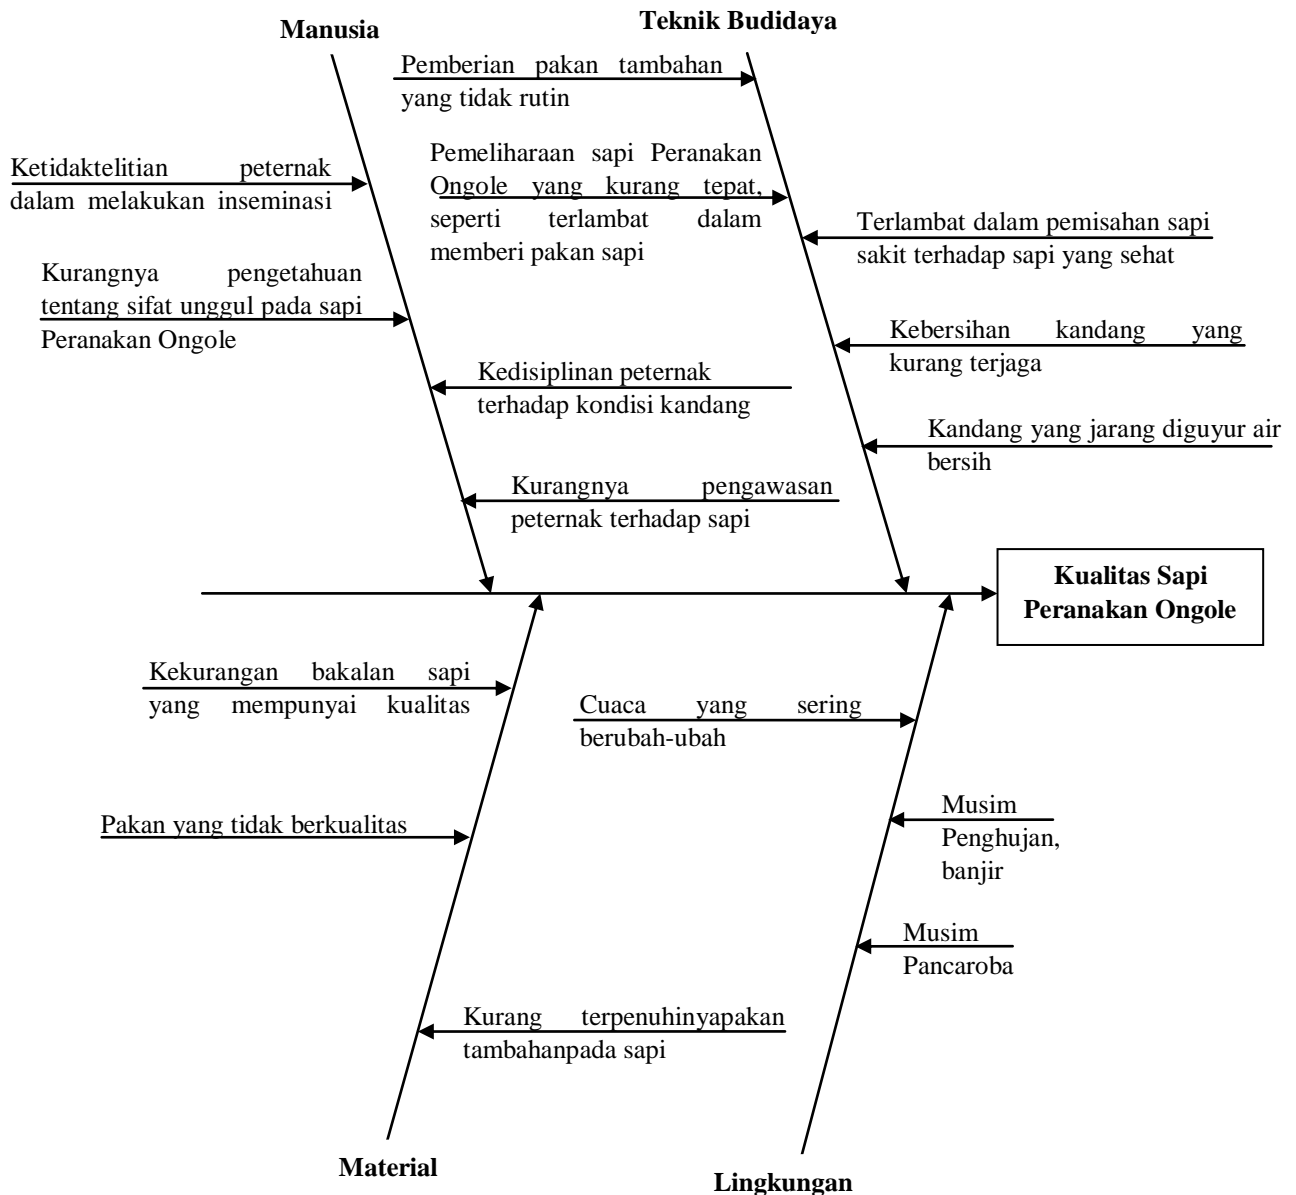 Manusia
Teknik Budidaya
Pemberian pakan tambahan
yang tidak rutin
Ketidaktelitian peternak
dalam melakukan inseminasi
Pemeliharaan sapi Peranakan
Ongole yang kurang tepat,
seperti terlambat dalam
memberi pakan sapi
Terlambat dalam pemisahan sapi
sakit terhadap sapi yang sehat
Kurangnya pengetahuan
tentang sifat unggul pada sapi
Peranakan Ongole
Kebersihan kandang yang
kurang terjaga
Kedisiplinan peternak
terhadap kondisi kandang
Kandang yang jarang diguyur air
bersih
Kurangnya pengawasan
peternak terhadap sapi
Kualitas Sapi
Peranakan Ongole
Kekurangan bakalan sapi
yang mempunyai kualitas
Cuaca yang sering
berubah-ubah
Pakan yang tidak berkualitas
Musim
Penghujan,
banjir
Musim
Pancaroba
Kurang terpenuhinyapakan
tambahanpada sapi
Material
Lingkungan